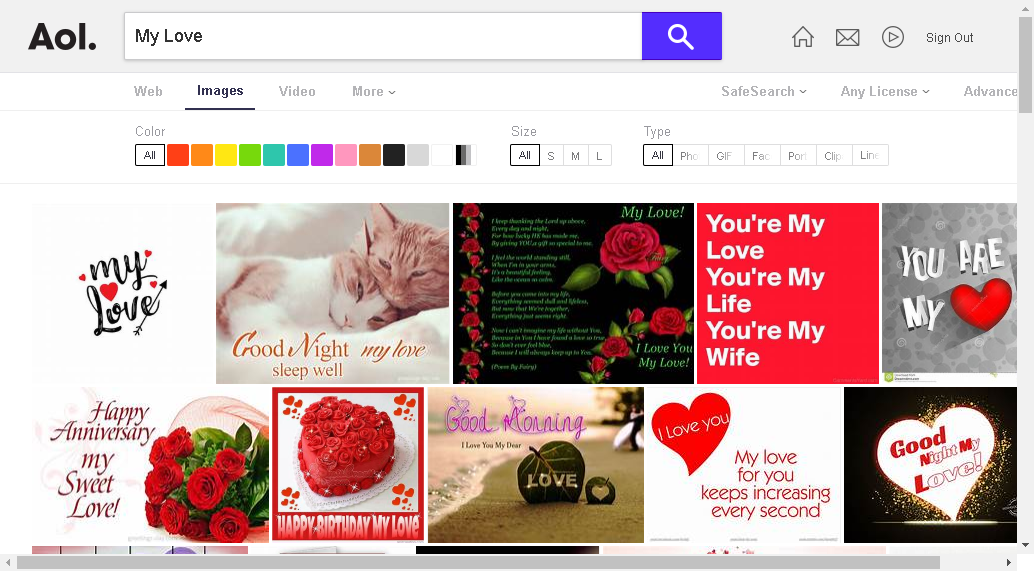 Aol.
My Love
Sign Out
Web
Images
Video
More
SafeSearch
Any License
Advance
Color
Size
Type
All
All
S
M
L
All
Pho
GIF
Fac
Por
Clip
Line
my
Love
Good Night my love
sleep well
My Love!
I keep thanking the Lord up above,
Every day and night,
For how lucky HE has made me,
By giving YOU,a gift so special to me.
I feel the world standing still,
When I'm in your arms,
It's a beautiful feeling,
Like the ocean so calm.
Before you came into my life,
Everything seemed dull and lifeless,
But now that We're together,
Everything just seems right.
Now i can't imagine my life without You,
Because in You I have found a love so true,
So don't ever feel blue,
Because I will always keep up to You.
(Poem By Fairy)
I Love You
My Love!
You're My
Love
You're My
Life
You're My
Wife
YOU ARE
MY
Happy
Anniversary
my
Sweet
Love!
HAPPY BIRTHDAY MY LOVE
Good Morning
I Love You My Dear
LOVE
I love you
My love
for you
keeps increasing
every second
Good
Night My
Love!